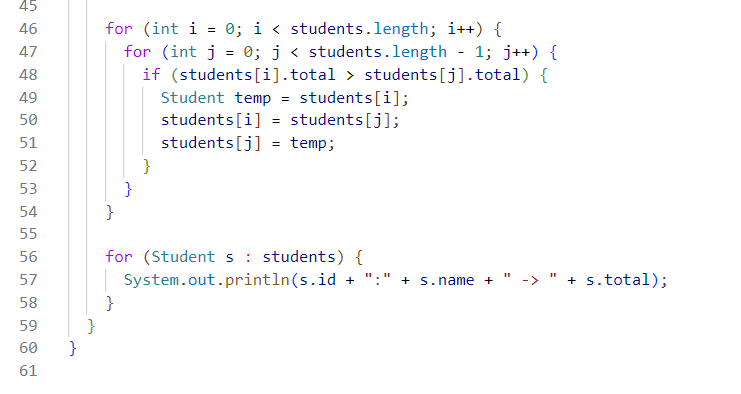 45
46 for (int i = 0; i < students.length; i++) {
47 for (int j = 0; j < students.length - 1; j++) {
48 if (students[i].total > students[j].total) {
49 Student temp = students[i];
50 students[i] = students[j];
51 students[j] = temp;
52 }
53 }
54 }
55
56 for (Student s : students) {
57 System.out.println(s.id + ":" + s.name + " -> " + s.total);
58 }
59 }
60 }
61